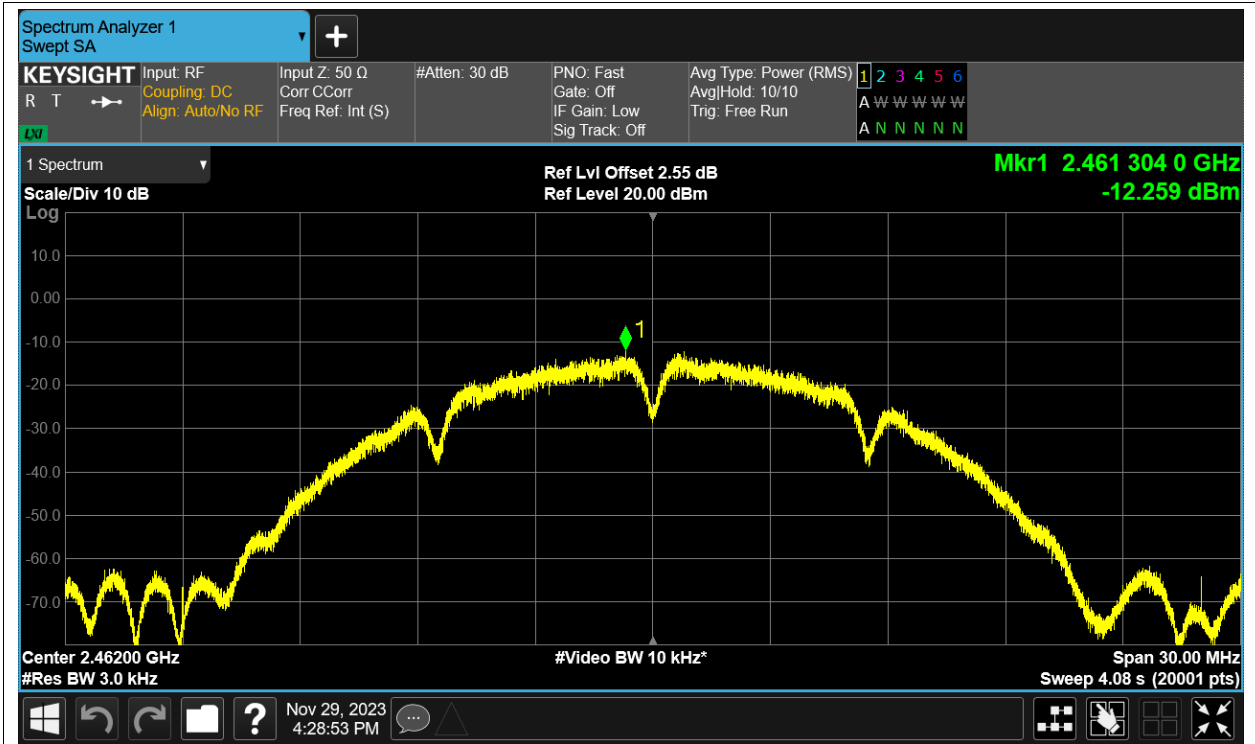 Spectrum Analyzer 1
Swept SA
KEYSIGHT
R T
LXI
Input: RF
Coupling: DC
Align: Auto/No RF
Input Z: 50 Ω
Corr CCorr
Freq Ref: Int (S)
#Atten: 30 dB
PNO: Fast
Gate: Off
IF Gain: Low
Sig Track: Off
Avg Type: Power (RMS)
Avg|Hold: 10/10
Trig: Free Run
1 2 3 4 5 6
A W W W W W
A N N N N N
1 Spectrum
Scale/Div 10 dB
Log
Ref Lvl Offset 2.55 dB
Ref Level 20.00 dBm
Mkr1 2.461 304 0 GHz
-12.259 dBm
10.0
0.00
-10.0
-20.0
-30.0
-40.0
-50.0
-60.0
-70.0
1
Center 2.46200 GHz
#Res BW 3.0 kHz
#Video BW 10 kHz*
Span 30.00 MHz
Sweep 4.08 s (20001 pts)
?
Nov 29, 2023
4:28:53 PM